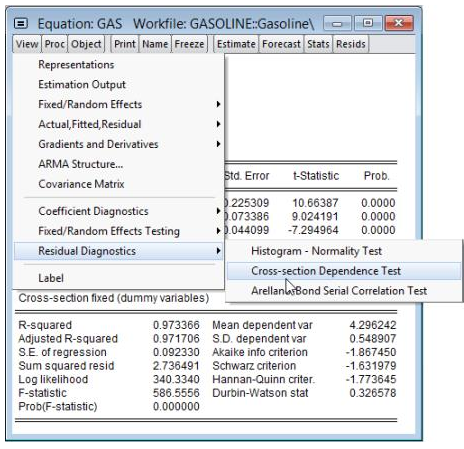 Equation: GAS Workfile: GASOLINE::Gasoline\
View Proc Object Print Name Freeze Estimate Forecast Stats Resids
Representations
Estimation Output
Fixed/Random Effects
Actual,Fitted,Residual
Gradients and Derivatives
ARMA Structure...
Covariance Matrix
Coefficient Diagnostics
Fixed/Random Effects Testing
Residual Diagnostics
Label
Std. Error t-Statistic Prob.
0.225309 10.66387 0.0000
0.073386 9.024191 0.0000
0.044099 -7.294964 0.0000
Histogram - Normality Test
Cross-section Dependence Test
Arellano-Bond Serial Correlation Test
Cross-section fixed (dummy variables)
R-squared 0.973366 Mean dependent var 4.296242
Adjusted R-squared 0.971706 S.D. dependent var 0.548907
S.E. of regression 0.092330 Akaike info criterion -1.867450
Sum squared resid 2.736491 Schwarz criterion -1.631979
Log likelihood 340.3340 Hannan-Quinn criter. -1.773645
F-statistic 586.5556 Durbin-Watson stat 0.326578
Prob(F-statistic) 0.000000